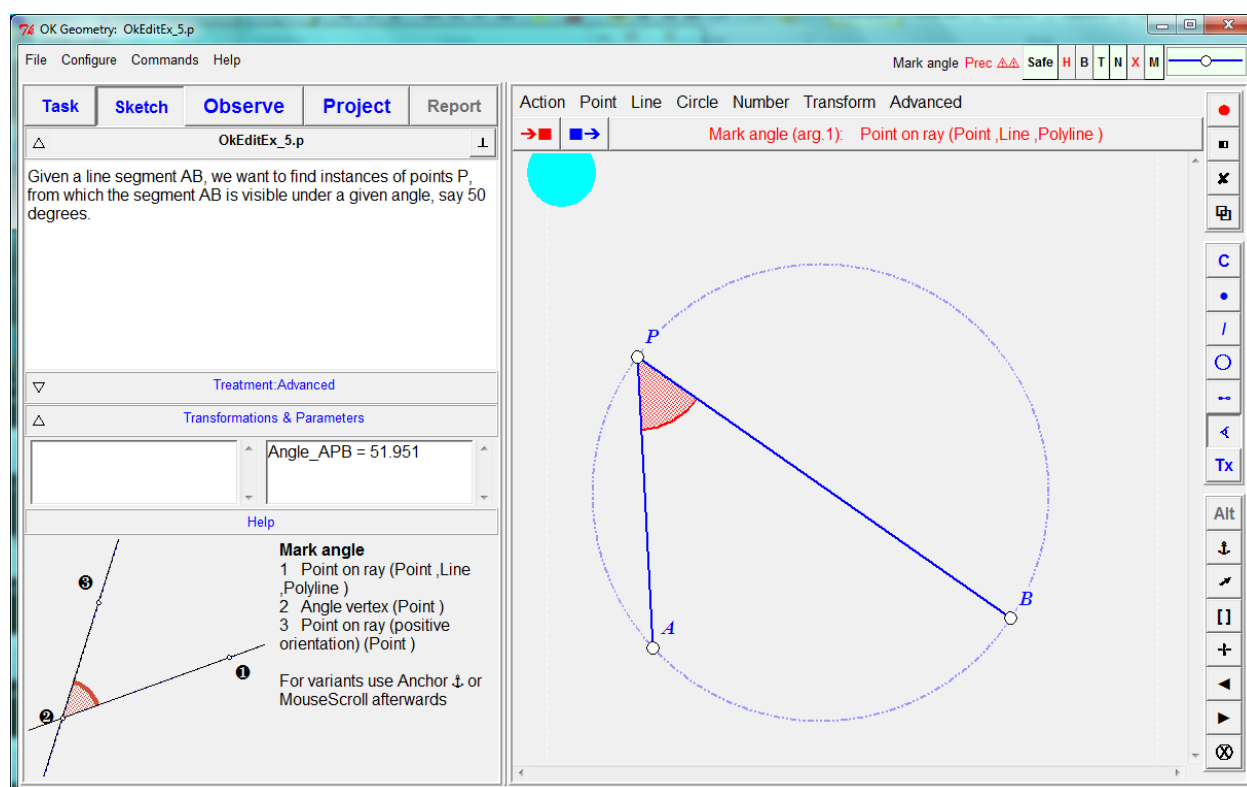 OK Geometry: OkEditEx_5.p
File Configure Commands Help
Mark angle Prec ⚠⚠ Safe H B T N X M
Task Sketch Observe Project Report
Action Point Line Circle Number Transform Advanced
OkEditEx_5.p
Mark angle (arg.1): Point on ray (Point ,Line ,Polyline )
Given a line segment AB, we want to find instances of points P,
from which the segment AB is visible under a given angle, say 50
degrees.
Treatment:Advanced
Transformations & Parameters
Angle_APB = 51.951
Help
Mark angle
1 Point on ray (Point ,Line
,Polyline )
2 Angle vertex (Point )
3 Point on ray (positive
orientation) (Point )
For variants use Anchor ⚓ or
MouseScroll afterwards
❸
❶
❷
P
A
B
C
Tx
Alt
[ ]